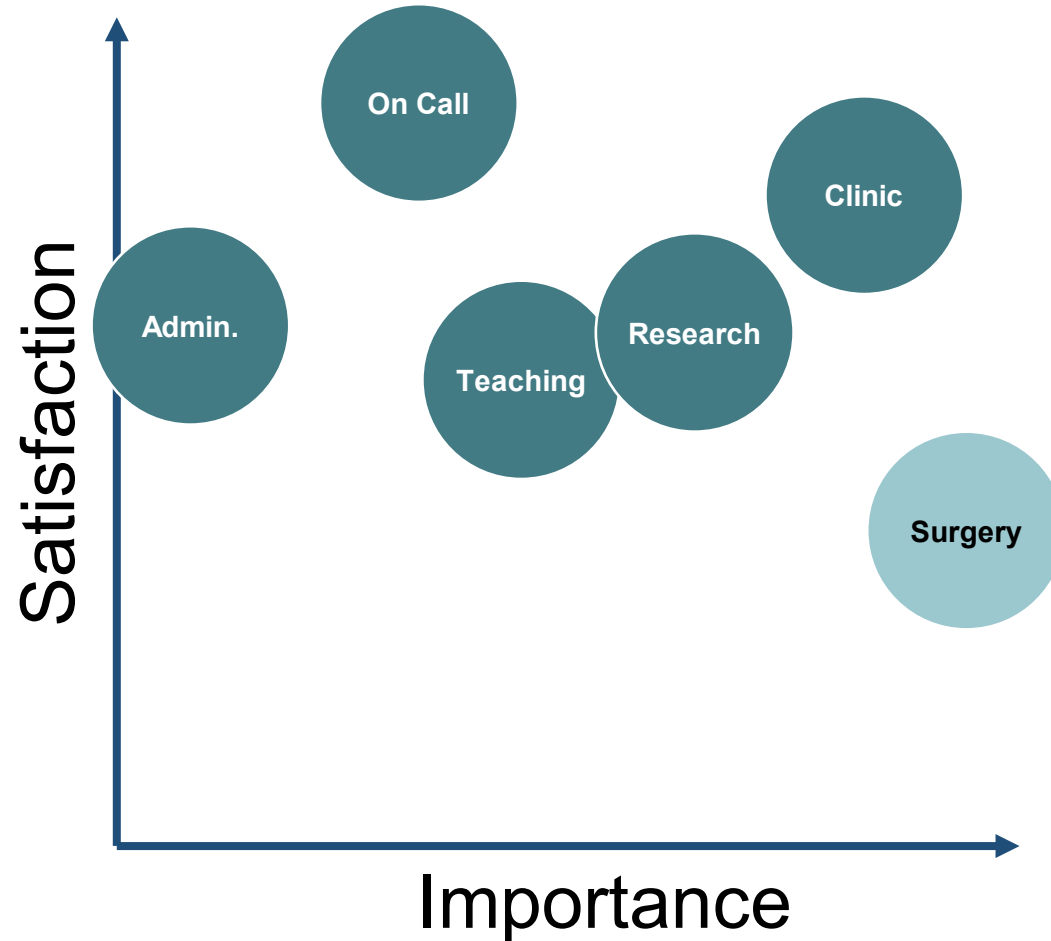 On Call
Clinic
Admin.
Research
Teaching
Surgery
Satisfaction
Importance